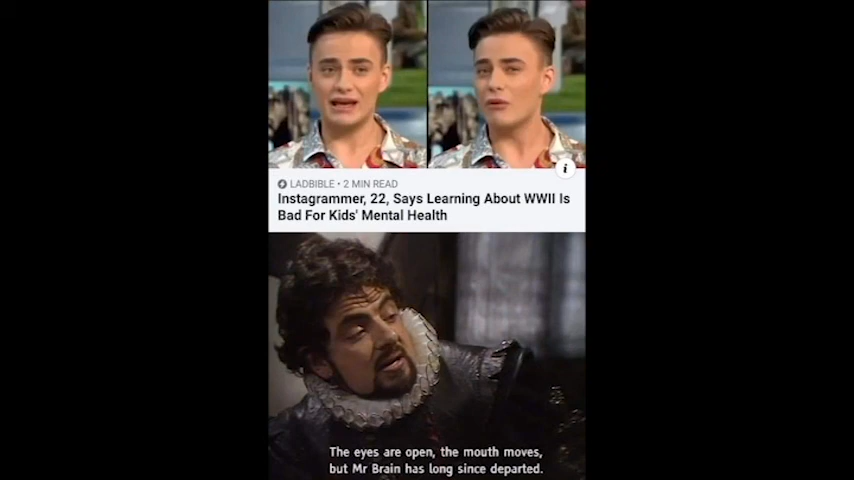 LADBIBLE • 2 MIN READ
Instagrammer, 22, Says Learning About WWII Is
Bad For Kids' Mental Health
The eyes are open, the mouth moves,
but Mr Brain has long since departed.